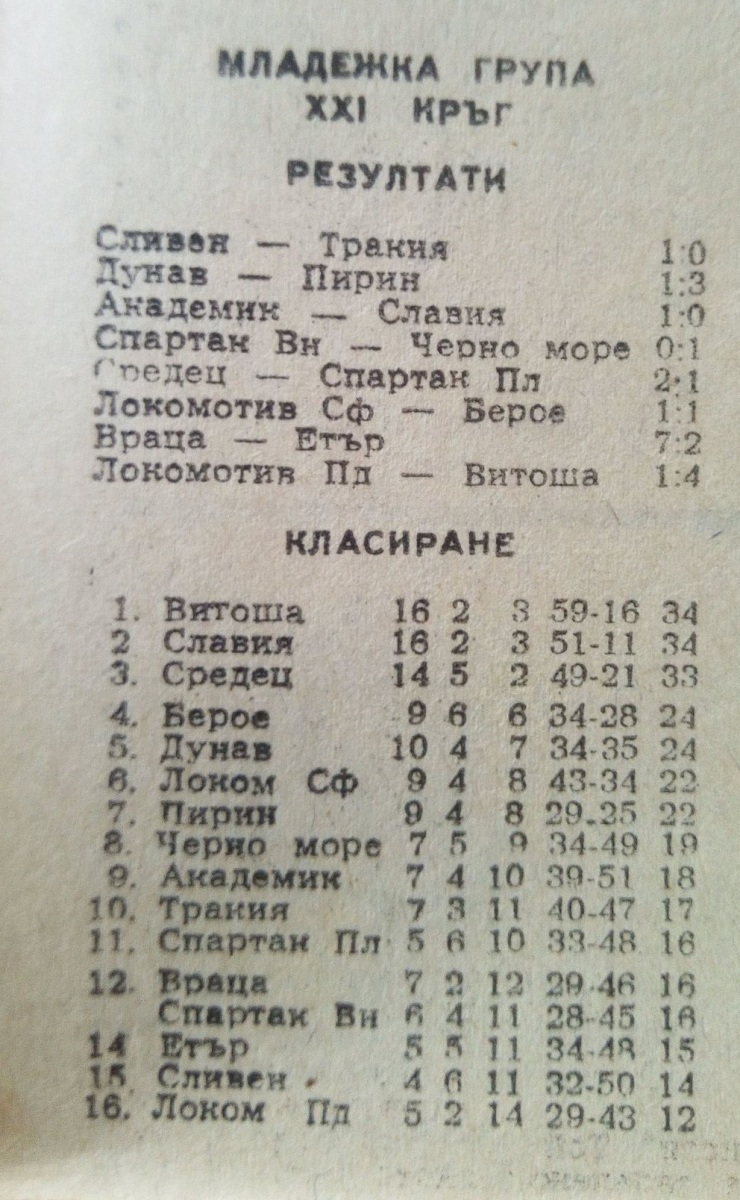 МЛАДЕЖКА ГРУПА
XXI КРЪГ
РЕЗУЛТАТИ
Сливен — Тракия 1:0
Дунав — Пирин 1:3
Академик — Славия 1:0
Спартак Вн — Черно море 0:1
Средец — Спартак Пл 2:1
Локомотив Сф — Берое 1:1
Враца — Етър 7:2
Локомотив Пд — Витоша 1:4
КЛАСИРАНЕ
1. Витоша 16 2 3 59-16 34
2 Славия 16 2 3 51-11 34
3. Средец 14 5 2 49-21 33
4. Берое 9 6 6 34-28 24
5. Дунав 10 4 7 34-35 24
6. Локом Сф 9 4 8 43-34 22
7. Пирин 9 4 8 29-25 22
8. Черно море 7 5 9 34-49 19
9. Академик 7 4 10 39-51 18
10. Тракия 7 3 11 40-47 17
11. Спартак Пл 5 6 10 33-48 16
12. Враца 7 2 12 29-46 16
Спартак Вн 6 4 11 28-45 16
14 Етър 5 5 11 34-48 15
15 Сливен 4 6 11 32-50 14
16. Локом Пд 5 2 14 29-43 12